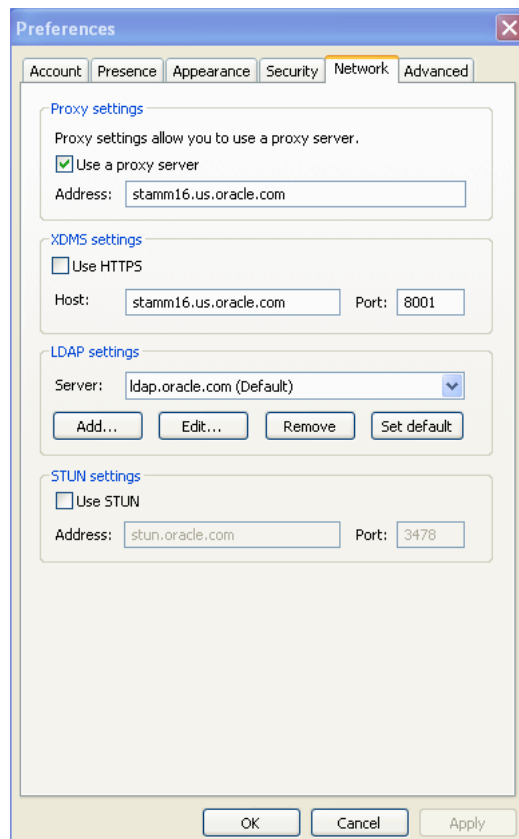 Preferences
Account Presence Appearance Security Network Advanced
Proxy settings
Proxy settings allow you to use a proxy server.
Use a proxy server
Address: stamm16.us.oracle.com
XDMS settings
Use HTTPS
Host: stamm16.us.oracle.com Port: 8001
LDAP settings
Server: ldap.oracle.com (Default)
Add... Edit... Remove Set default
STUN settings
Use STUN
Address: stun.oracle.com Port: 3478
OK Cancel Apply